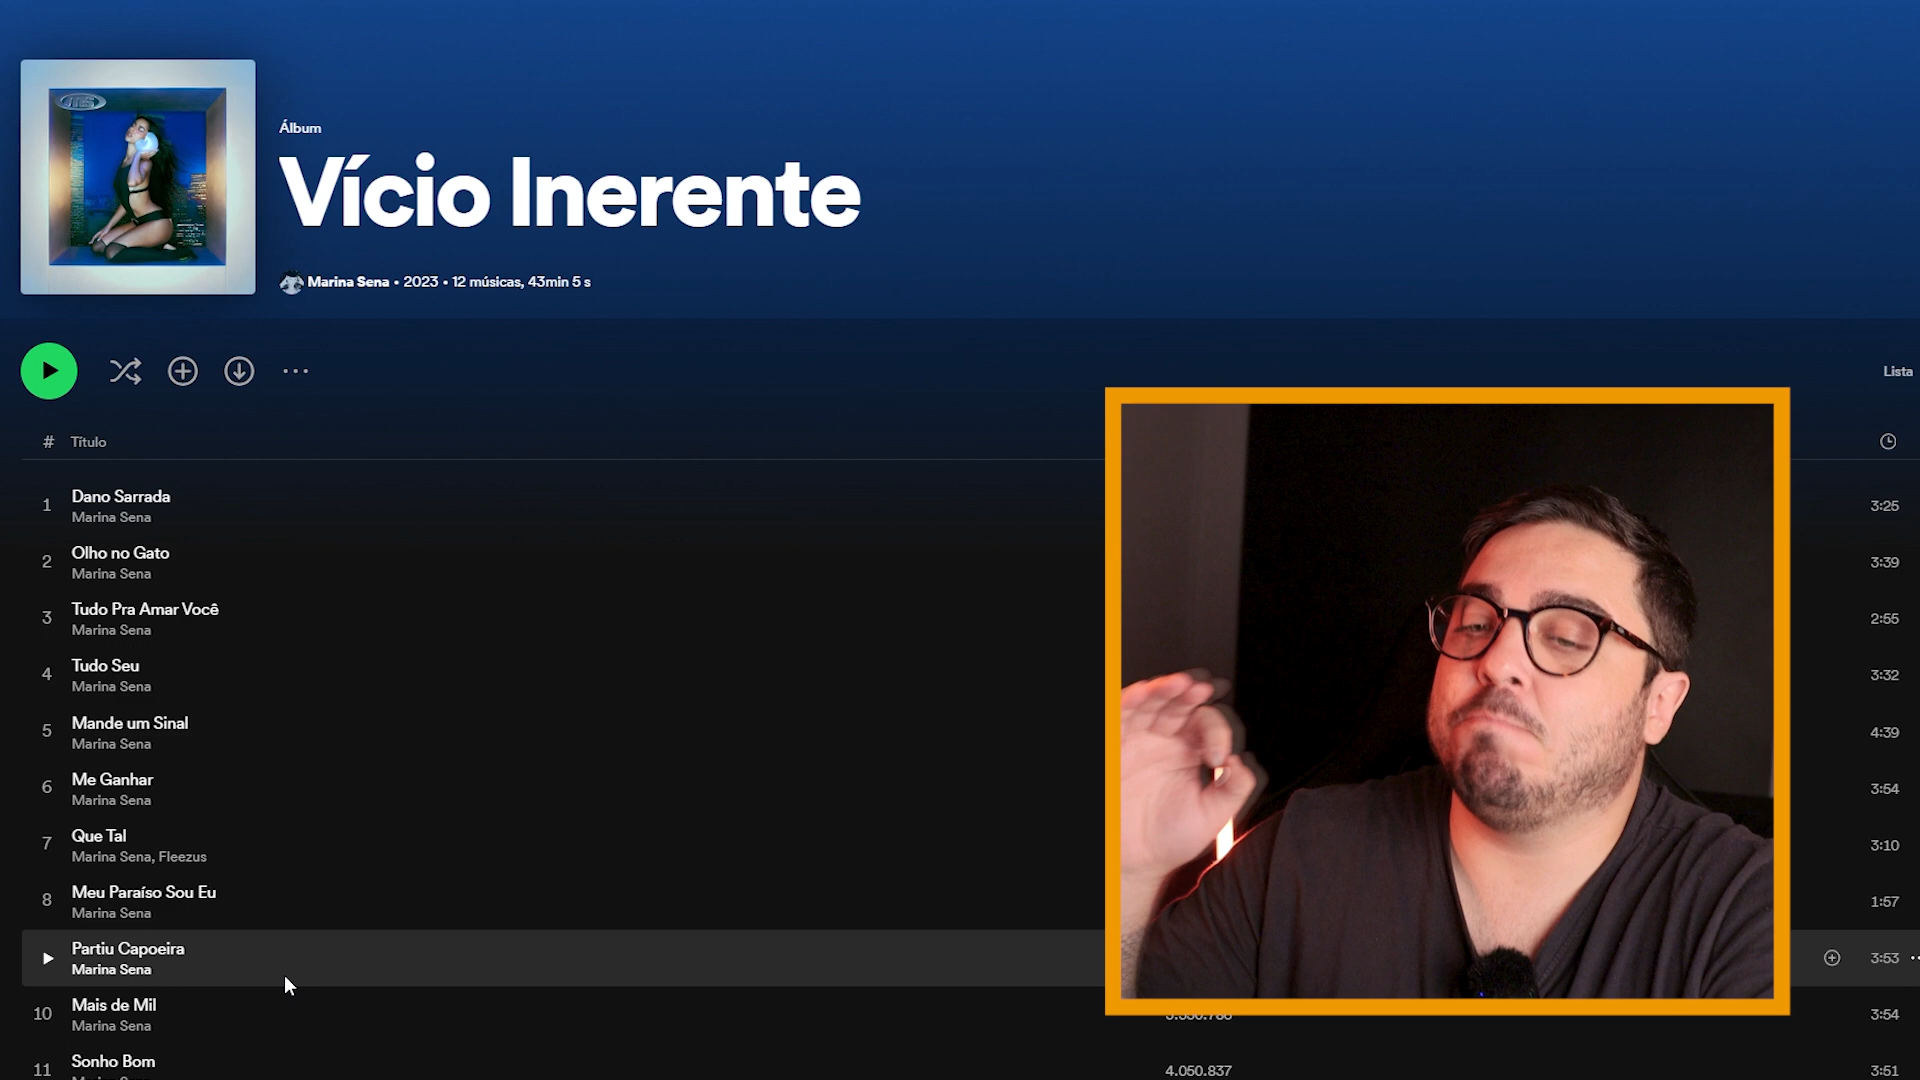 MS
Álbum
Vício Inerente
Marina Sena • 2023 • 12 músicas, 43min 5 s
Lista
# Título
1 Dano Sarrada 3:25
Marina Sena
2 Olho no Gato 3:39
Marina Sena
3 Tudo Pra Amar Você 2:55
Marina Sena
4 Tudo Seu 3:32
Marina Sena
5 Mande um Sinal 4:39
Marina Sena
6 Me Ganhar 3:54
Marina Sena
7 Que Tal 3:10
Marina Sena, Fleezus
8 Meu Paraíso Sou Eu 1:57
Marina Sena
Partiu Capoeira 3:53
Marina Sena
10 Mais de Mil 3:54
Marina Sena
11 Sonho Bom 4.050.837 3:51